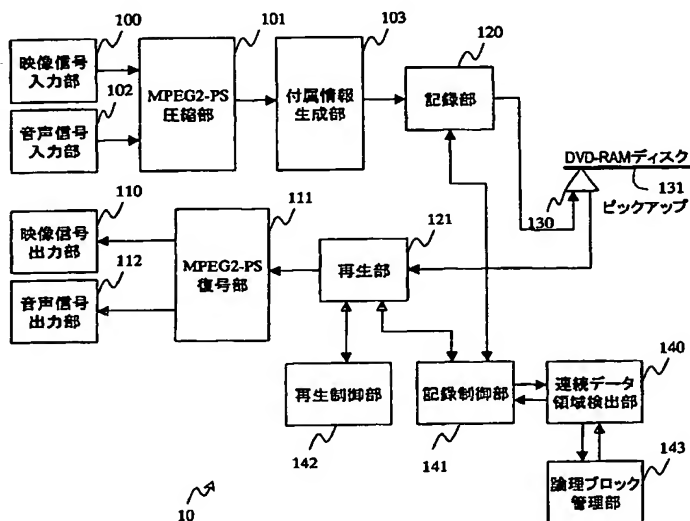 100
101
103
120
映像信号
入力部
102
音声信号
入力部
MPEG2-PS
圧縮部
付属情報
生成部
記録部
DVD-RAMディスク
131
130
ピックアップ
110
111
121
映像信号
出力部
112
音声信号
出力部
MPEG2-PS
復号部
再生部
140
再生制御部
記録制御部
連続データ
領域検出部
142
141
143
論理ブロック
管理部
10